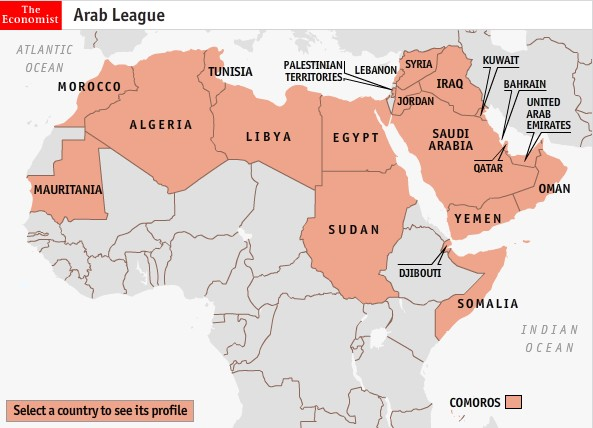 The
Economist
Arab League
ATLANTIC
OCEAN
MOROCCO
TUNISIA
PALESTINIAN
TERRITORIES
LEBANON
SYRIA
KUWAIT
IRAQ
BAHRAIN
JORDAN
UNITED
ARAB
EMIRATES
ALGERIA
LIBYA
EGYPT
SAUDI
ARABIA
QATAR
MAURITANIA
OMAN
SUDAN
YEMEN
DJIBOUTI
SOMALIA
INDIAN
OCEAN
Select a country to see its profile
COMOROS